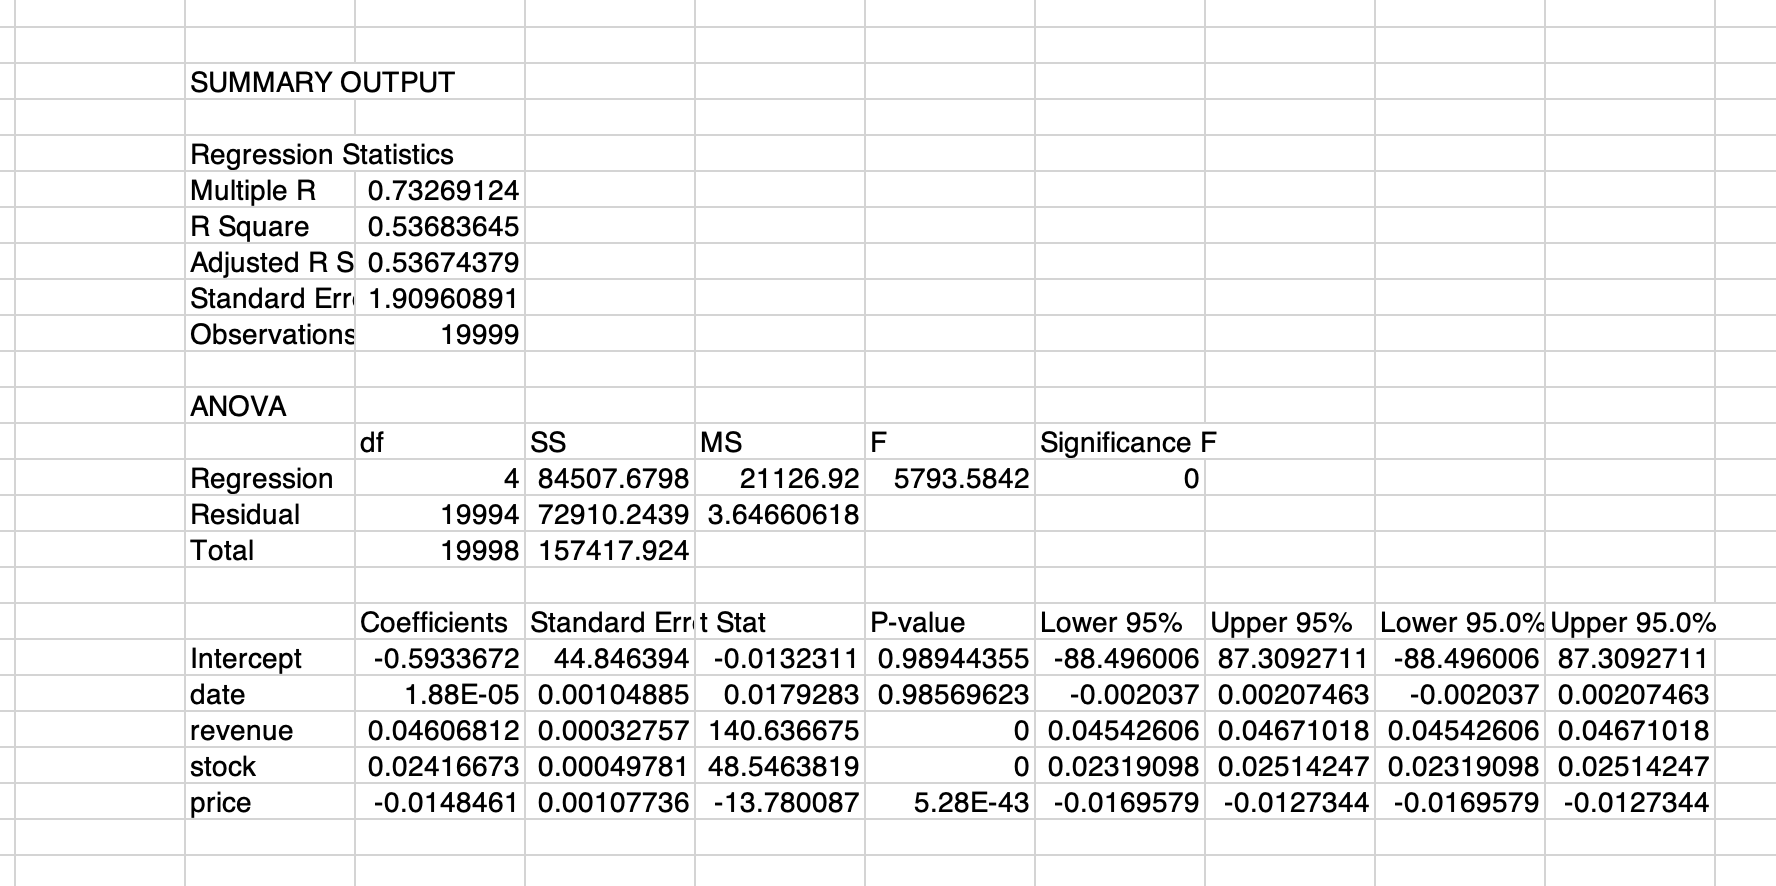 SUMMARY OUTPUT
Regression Statistics
Multiple R 0.73269124
R Square 0.53683645
Adjusted R S 0.53674379
Standard Err 1.90960891
Observations 19999
ANOVA
df SS MS F Significance F
Regression 4 84507.6798 21126.92 5793.5842 0
Residual 19994 72910.2439 3.64660618
Total 19998 157417.924
Coefficients Standard Err t Stat P-value Lower 95% Upper 95% Lower 95.0% Upper 95.0%
Intercept -0.5933672 44.846394 -0.0132311 0.98944355 -88.496006 87.3092711 -88.496006 87.3092711
date 1.88E-05 0.00104885 0.0179283 0.98569623 -0.002037 0.00207463 -0.002037 0.00207463
revenue 0.04606812 0.00032757 140.636675 0 0.04542606 0.04671018 0.04542606 0.04671018
stock 0.02416673 0.00049781 48.5463819 0 0.02319098 0.02514247 0.02319098 0.02514247
price -0.0148461 0.00107736 -13.780087 5.28E-43 -0.0169579 -0.0127344 -0.0169579 -0.0127344